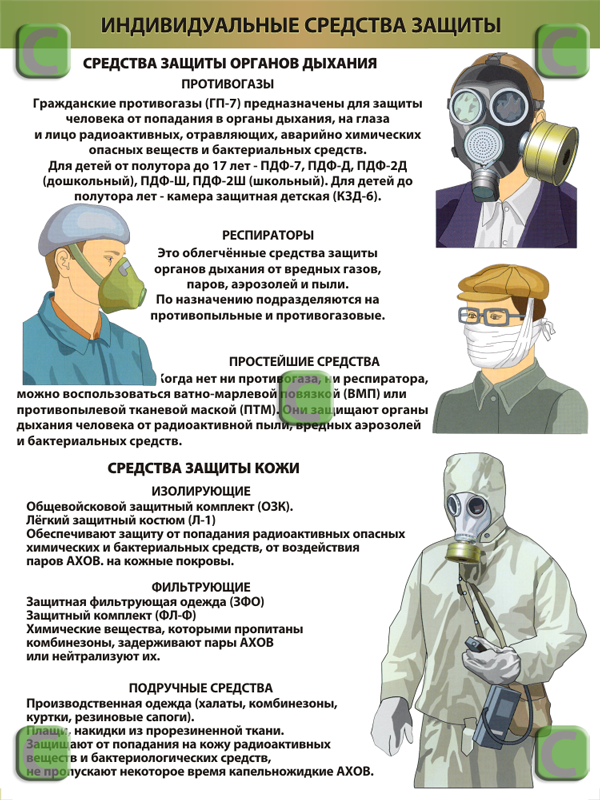 ИНДИВИДУАЛЬНЫЕ СРЕДСТВА ЗАЩИТЫ
СРЕДСТВА ЗАЩИТЫ ОРГАНОВ ДЫХАНИЯ
ПРОТИВОГАЗЫ
Гражданские противогазы (ГП-7) предназначены для защиты
человека от попадания в органы дыхания, на глаза
и лицо радиоактивных, отравляющих, аварийно химических
опасных веществ и бактериальных средств.
Для детей от полутора до 17 лет - ПДФ-7, ПДФ-Д, ПДФ-2Д
(дошкольный), ПДФ-Ш, ПДФ-2Ш (школьный). Для детей до
полутора лет - камера защитная детская (КЗД-6).
РЕСПИРАТОРЫ
Это облегчённые средства защиты
органов дыхания от вредных газов,
паров, аэрозолей и пыли.
По назначению подразделяются на
противопыльные и противогазовые.
ПРОСТЕЙШИЕ СРЕДСТВА
Когда нет ни противогаза, ни респиратора,
можно воспользоваться ватно-марлевой повязкой (ВМП) или
противопылевой тканевой маской (ПТМ). Они защищают органы
дыхания человека от радиоактивной пыли, вредных аэрозолей
и бактериальных средств.
СРЕДСТВА ЗАЩИТЫ КОЖИ
ИЗОЛИРУЮЩИЕ
Общевойсковой защитный комплект (ОЗК).
Лёгкий защитный костюм (Л-1)
Обеспечивают защиту от попадания радиоактивных опасных
химических и бактериальных средств, от воздействия
паров АХОВ. на кожные покровы.
ФИЛЬТРУЮЩИЕ
Защитная фильтрующая одежда (ЗФО)
Защитный комплект (ФЛ-Ф)
Химические вещества, которыми пропитаны
комбинезоны, задерживают пары АХОВ
или нейтрализуют их.
ПОДРУЧНЫЕ СРЕДСТВА
Производственная одежда (халаты, комбинезоны,
куртки, резиновые сапоги).
Плащи, накидки из прорезиненной ткани.
Защищают от попадания на кожу радиоактивных
веществ и бактериологических средств,
не пропускают некоторое время капельножидкие АХОВ.
C
C
C
C
C